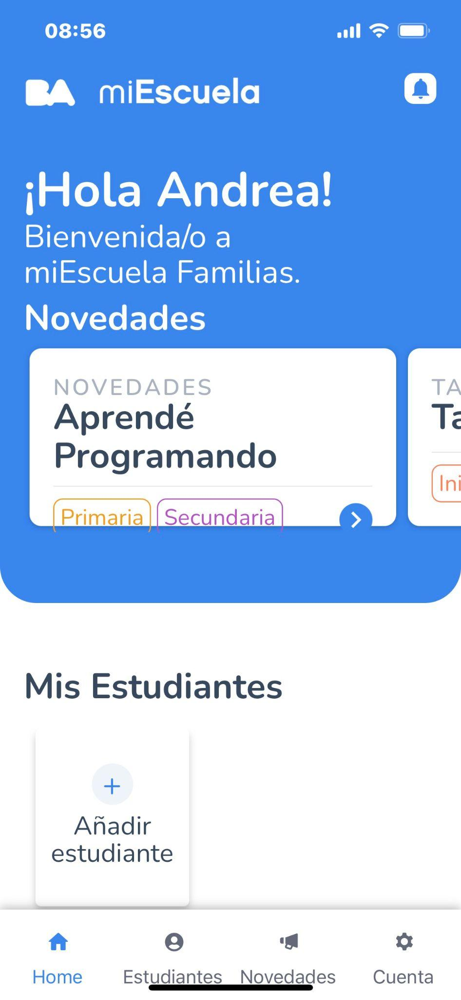 08:56
BA miEscuela
¡Hola Andrea!
Bienvenida/o a
miEscuela Familias.
Novedades
NOVEDADES
Aprendé
Programando
Primaria Secundaria
TA
Ta
Ini
Mis Estudiantes
+
Añadir
estudiante
Home Estudiantes Novedades Cuenta